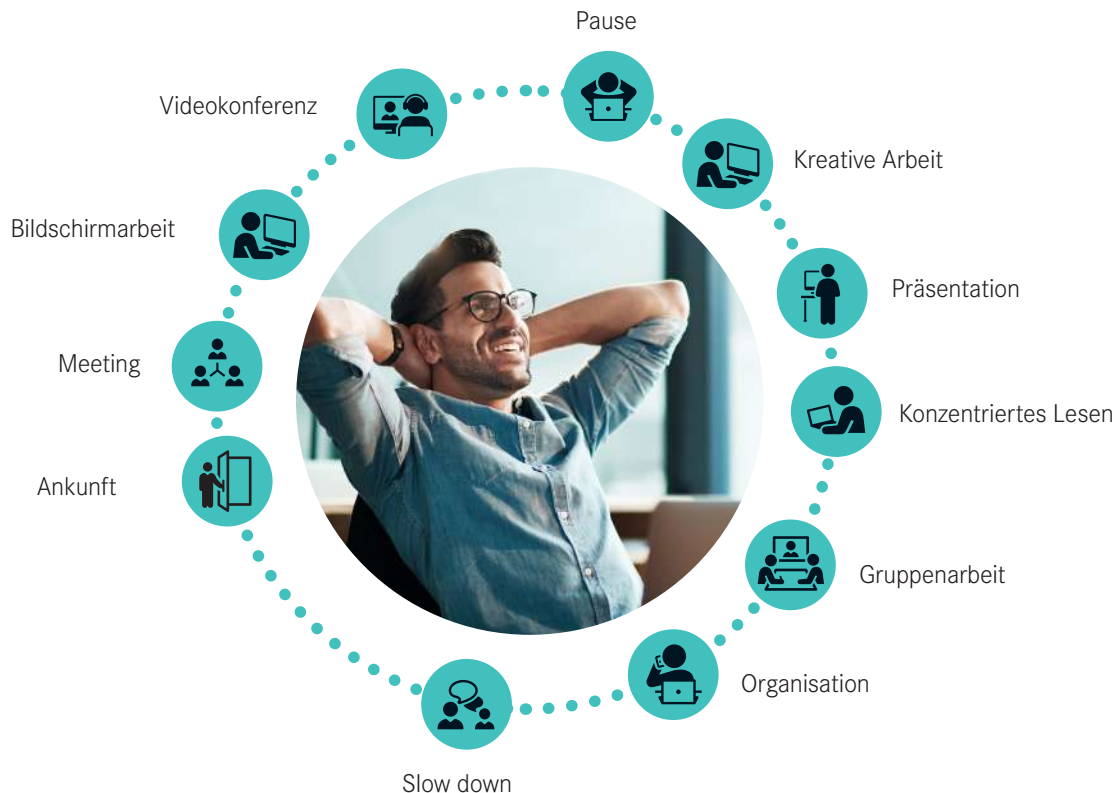 Pause
Videokonferenz
Kreative Arbeit
Bildschirmarbeit
Präsentation
Meeting
Konzentriertes Lesen
Ankunft
Gruppenarbeit
Organisation
Slow down